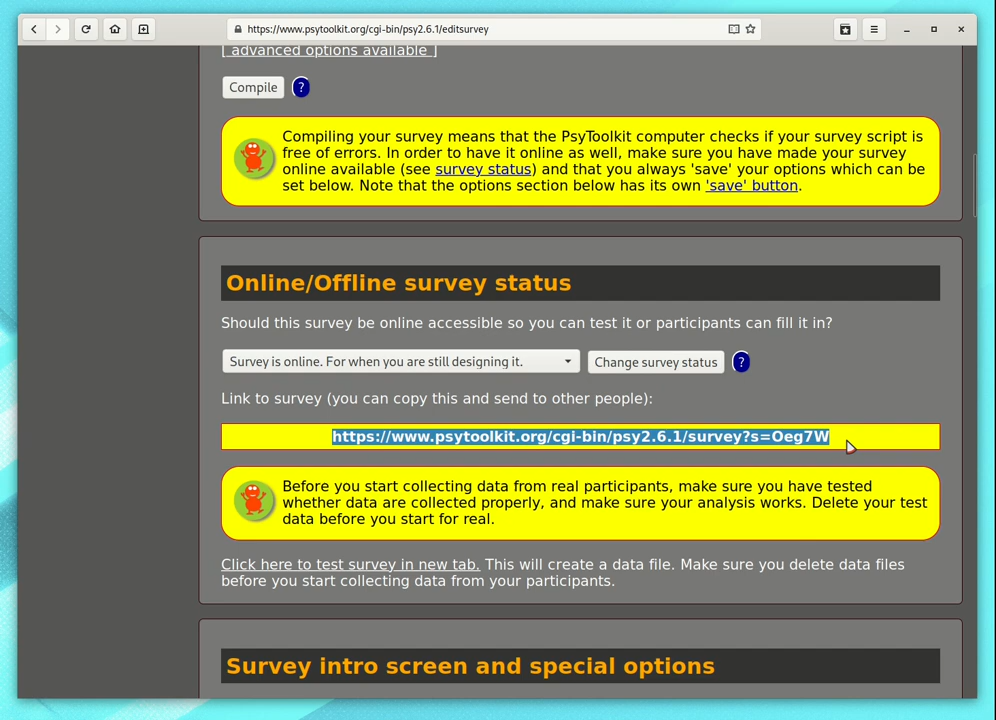 https://www.psytoolkit.org/cgi-bin/psy2.6.1/editsurvey
[ advanced options available ]
Compile ?
Compiling your survey means that the PsyToolkit computer checks if your survey script is
free of errors. In order to have it online as well, make sure you have made your survey
online available (see survey status) and that you always 'save' your options which can be
set below. Note that the options section below has its own 'save' button.
Online/Offline survey status
Should this survey be online accessible so you can test it or participants can fill it in?
Survey is online. For when you are still designing it. Change survey status ?
Link to survey (you can copy this and send to other people):
https://www.psytoolkit.org/cgi-bin/psy2.6.1/survey?s=Oeg7W
Before you start collecting data from real participants, make sure you have tested
whether data are collected properly, and make sure your analysis works. Delete your test
data before you start for real.
Click here to test survey in new tab. This will create a data file. Make sure you delete data files
before you start collecting data from your participants.
Survey intro screen and special options